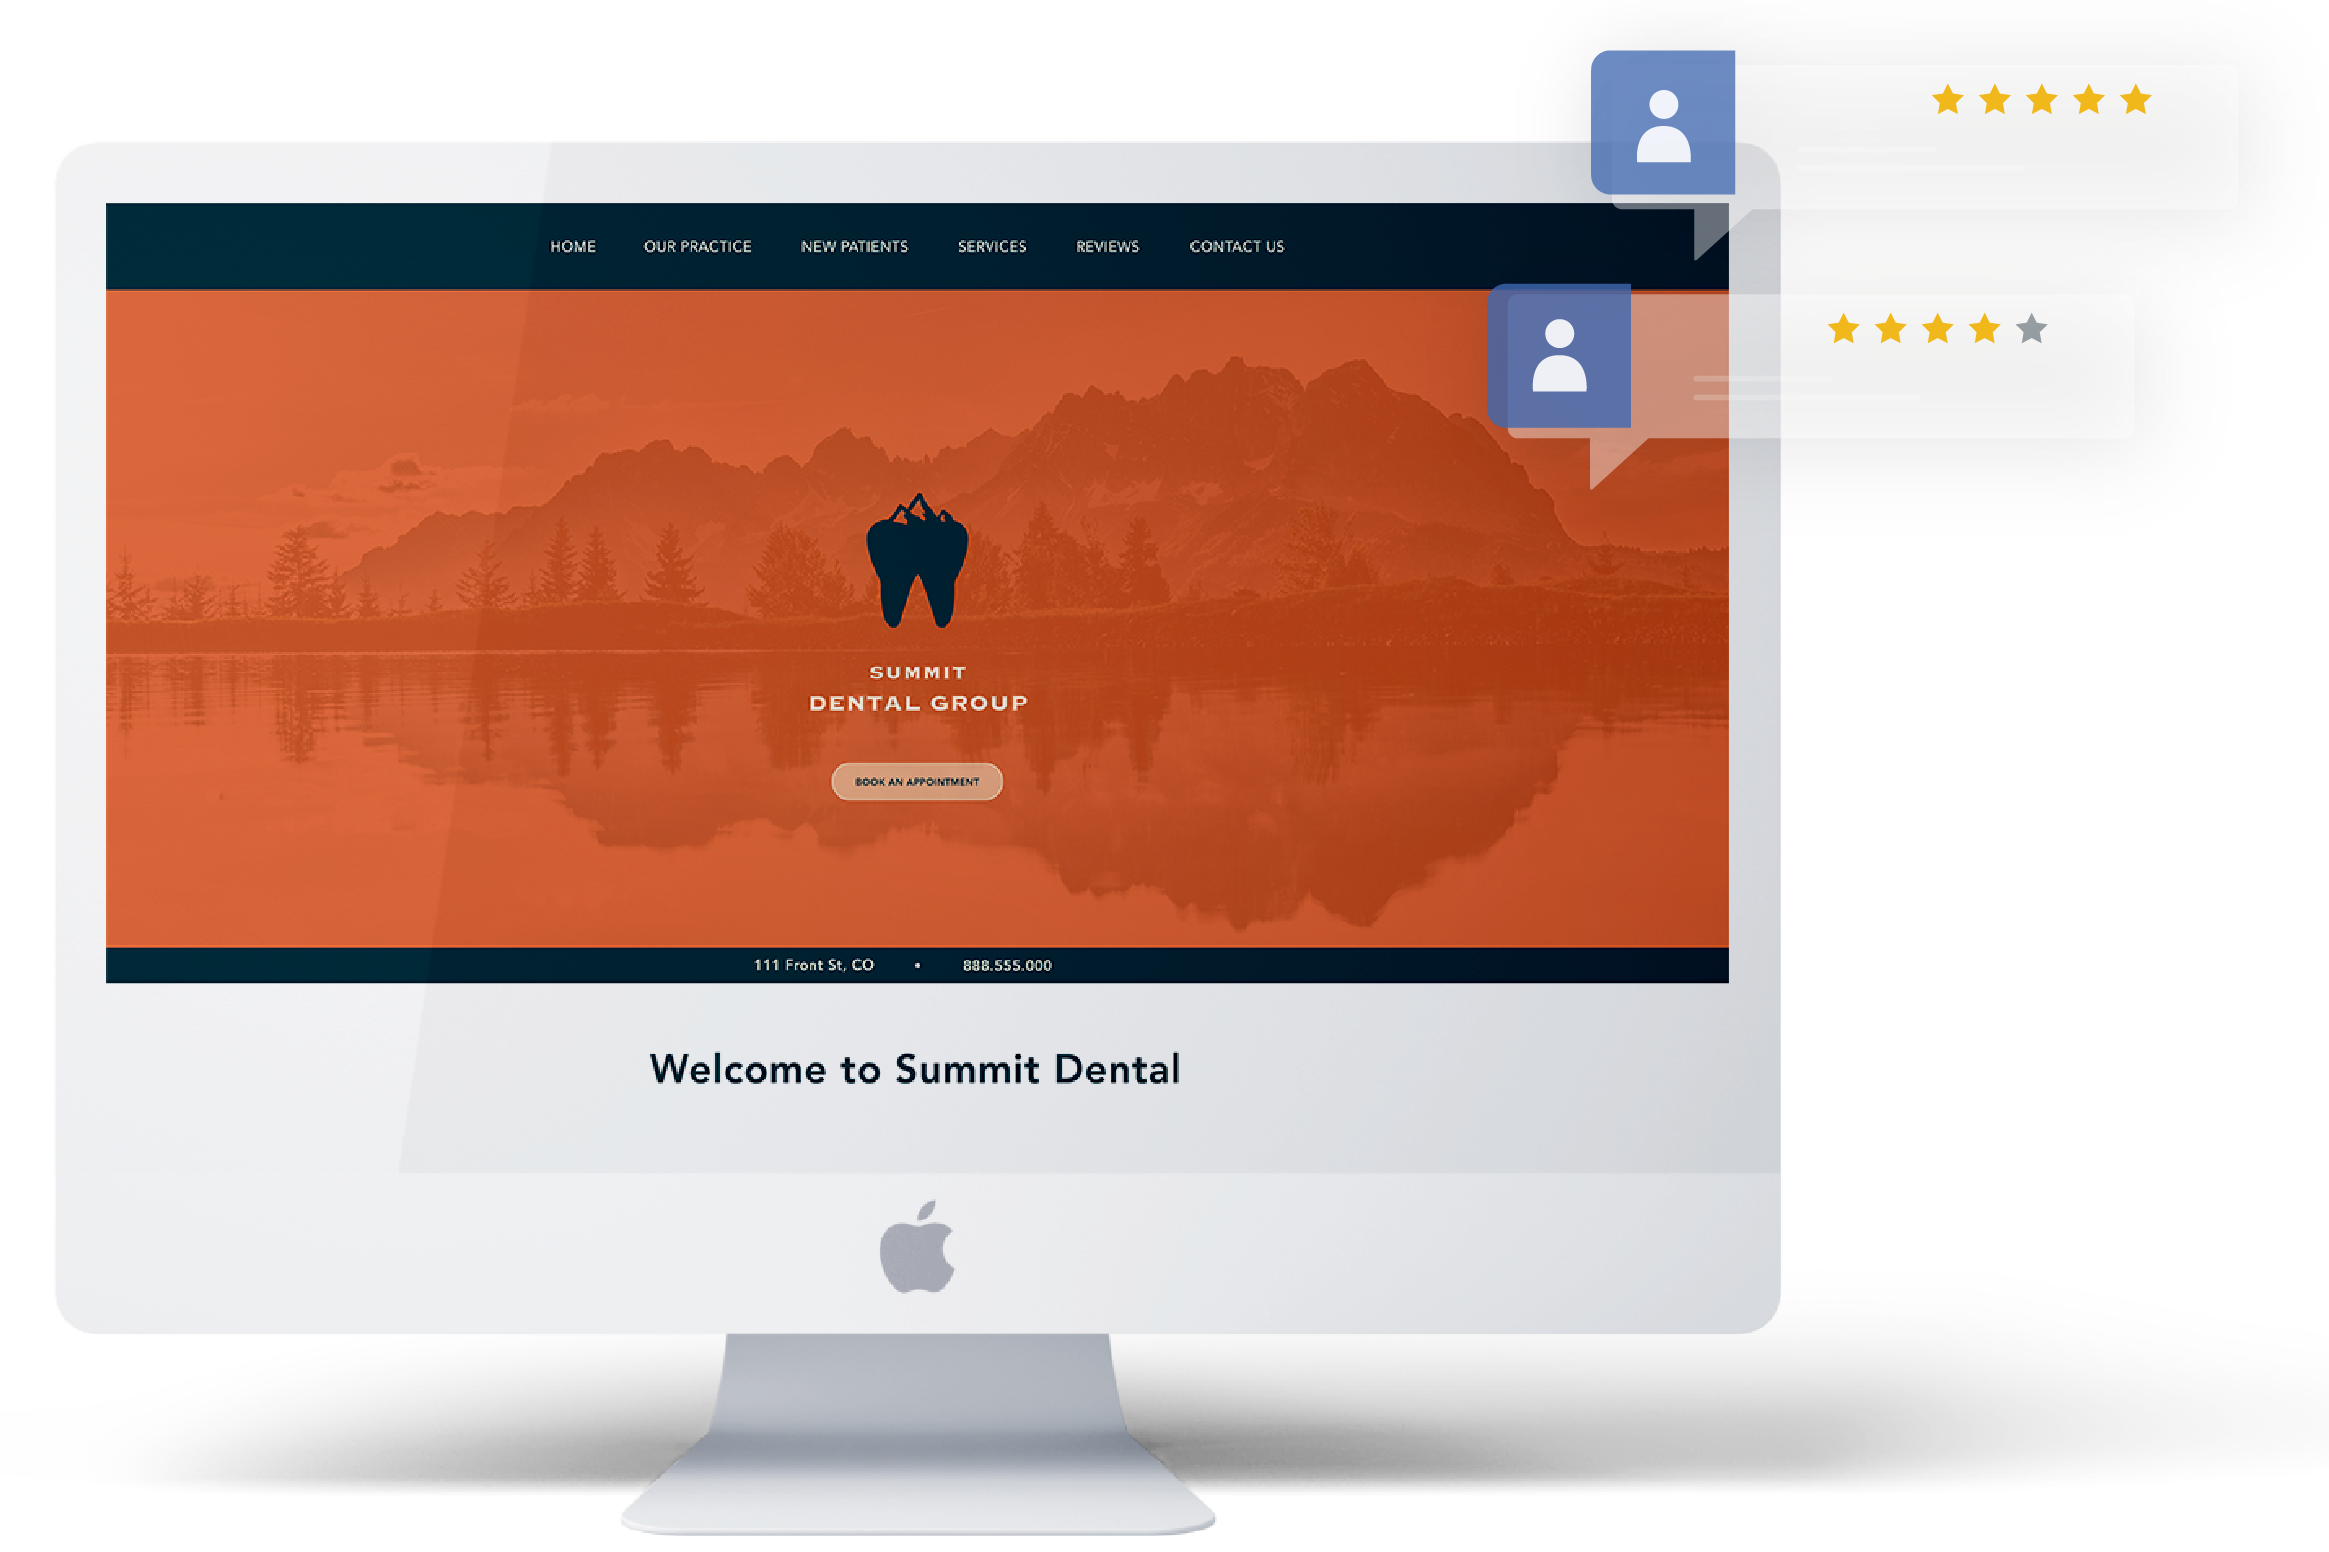 HOME OUR PRACTICE NEW PATIENTS SERVICES REVIEWS CONTACT US
SUMMIT
DENTAL GROUP
BOOK AN APPOINTMENT
111 Front St, CO • 888.555.000
Welcome to Summit Dental